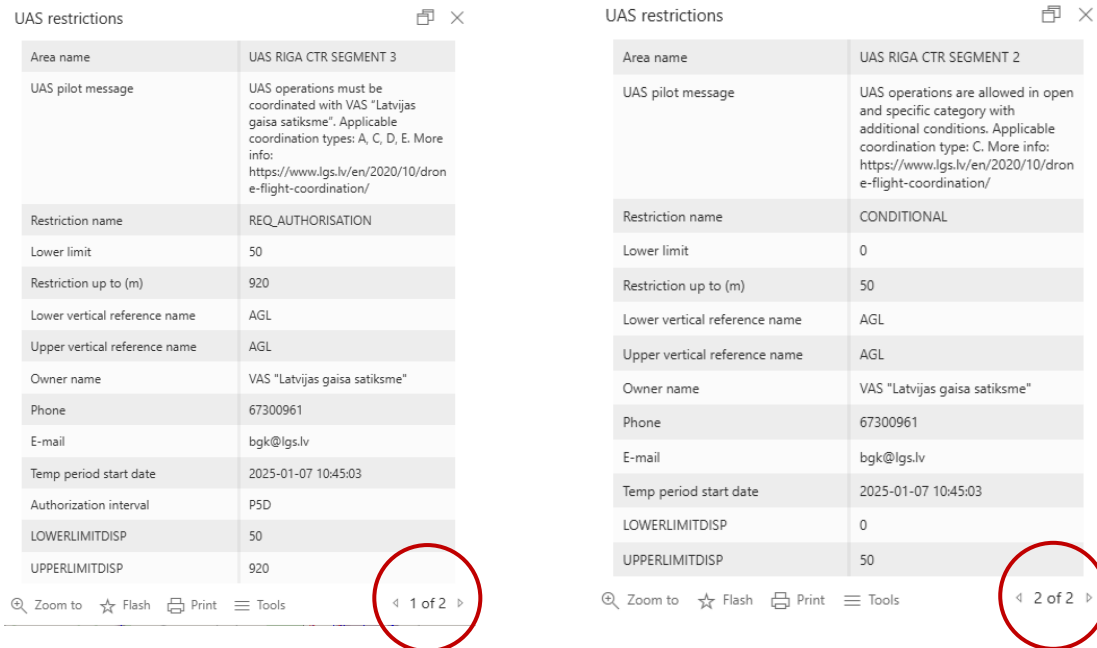 UAS restrictions
Area name UAS RIGA CTR SEGMENT 3
UAS pilot message UAS operations must be
coordinated with VAS "Latvijas
gaisa satiksme". Applicable
coordination types: A, C, D, E. More
info:
https://www.lgs.lv/en/2020/10/dron
e-flight-coordination/
Restriction name REQ_AUTHORISATION
Lower limit 50
Restriction up to (m) 920
Lower vertical reference name AGL
Upper vertical reference name AGL
Owner name VAS "Latvijas gaisa satiksme"
Phone 67300961
E-mail bgk@lgs.lv
Temp period start date 2025-01-07 10:45:03
Authorization interval P5D
LOWERLIMITDISP 50
UPPERLIMITDISP 920
Zoom to Flash Print Tools 1 of 2
UAS restrictions
Area name UAS RIGA CTR SEGMENT 2
UAS pilot message UAS operations are allowed in open
and specific category with
additional conditions. Applicable
coordination type: C. More info:
https://www.lgs.lv/en/2020/10/dron
e-flight-coordination/
Restriction name CONDITIONAL
Lower limit 0
Restriction up to (m) 50
Lower vertical reference name AGL
Upper vertical reference name AGL
Owner name VAS "Latvijas gaisa satiksme"
Phone 67300961
E-mail bgk@lgs.lv
Temp period start date 2025-01-07 10:45:03
LOWERLIMITDISP 0
UPPERLIMITDISP 50
Zoom to Flash Print Tools 2 of 2